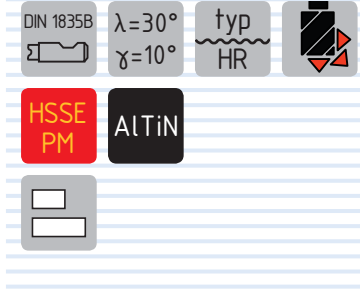 DIN 1835B
λ=30°
γ=10°
typ
HR
HSSE
PM
AlTiN